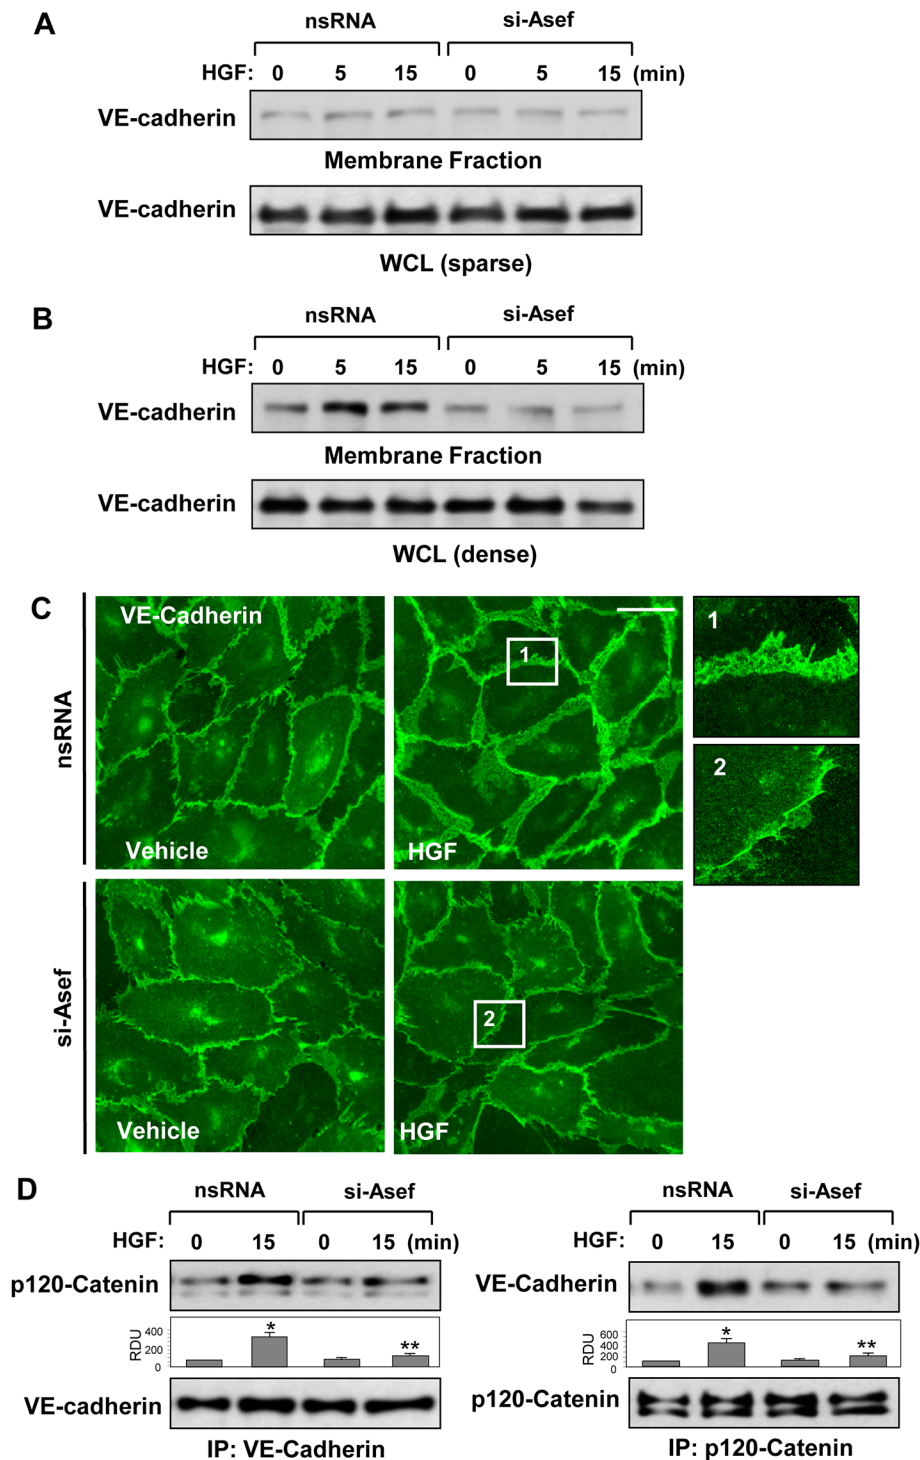 A
nsRNA si-Asef
HGF: 0 5 15 0 5 15 (min)
VE-cadherin
Membrane Fraction
VE-cadherin
WCL (sparse)
B
nsRNA si-Asef
HGF: 0 5 15 0 5 15 (min)
VE-cadherin
Membrane Fraction
VE-cadherin
WCL (dense)
C
nsRNA
VE-Cadherin
Vehicle
1
HGF
1
2
si-Asef
Vehicle
2
HGF
D
nsRNA si-Asef
HGF: 0 15 0 15 (min)
p120-Catenin
RDU
400
200
0
* **
VE-cadherin
IP: VE-Cadherin
nsRNA si-Asef
HGF: 0 15 0 15 (min)
VE-Cadherin
RDU
600
400
200
0
* **
p120-Catenin
IP: p120-Catenin